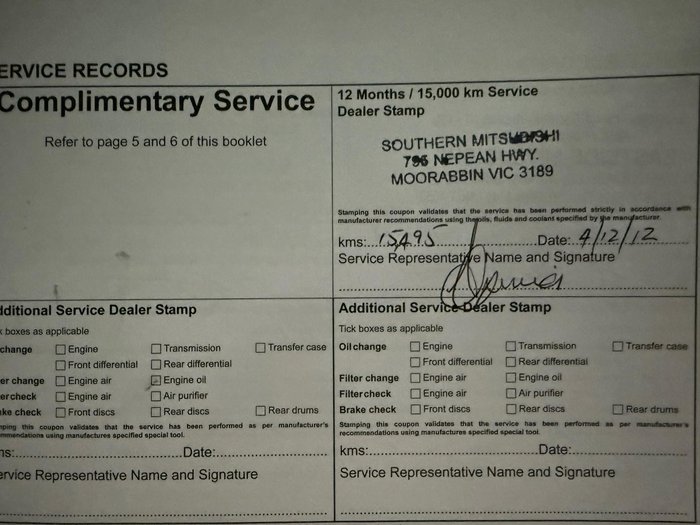 ERVICE RECORDS
Complimentary Service
Refer to page 5 and 6 of this booklet
12 Months / 15,000 km Service
Dealer Stamp
SOUTHERN MITSUBISHI
796 NEPEAN HWY.
MOORABBIN VIC 3189
Stamping this coupon validates that the service has been performed strictly in accordance with
manufacturer recommendations using the oils, fluids and coolant specified by the manufacturer.
kms: 15,495 Date: 4/12/12
Service Representative Name and Signature
dditional Service Dealer Stamp
k boxes as applicable
change Engine Transmission Transfer case
Front differential Rear differential
er change Engine air Engine oil
er check Engine air Air purifier
ke check Front discs Rear discs Rear drums
mping this coupon validates that the service has been performed as per manufacturer's
mmendations using manufactures specified special tool.
ms: Date:
ervice Representative Name and Signature
Additional Service Dealer Stamp
Tick boxes as applicable
Oil change Engine Transmission Transfer case
Front differential Rear differential
Filter change Engine air Engine oil
Filter check Engine air Air purifier
Brake check Front discs Rear discs Rear drums
Stamping this coupon validates that the service has been performed as per manufacturer's
recommendations using manufactures specified special tool.
kms: Date:
Service Representative Name and Signature